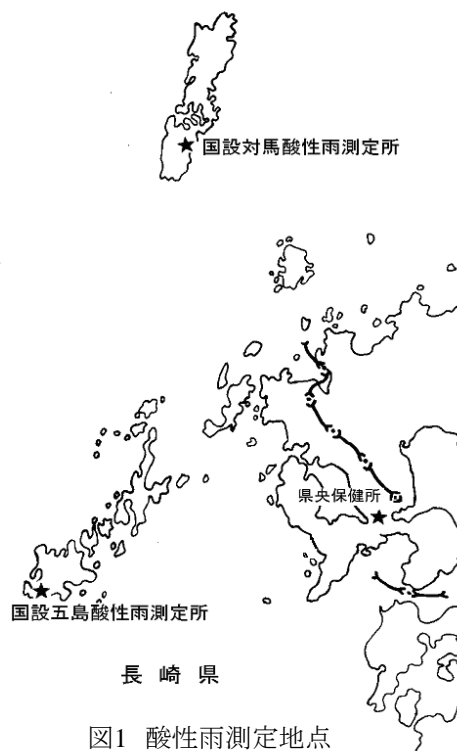 国設対馬酸性雨測定所
県央保健所
国設五島酸性雨測定所
長崎県
図1 酸性雨測定地点